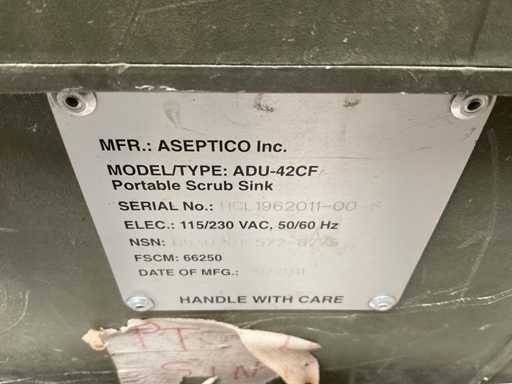 MFR.: ASEPTICO Inc.
MODEL/TYPE: ADU-42CF
Portable Scrub Sink
SERIAL No.:
ELEC.: 115/230 VAC, 50/60 Hz
NSN:
FSCM: 66250
DATE OF MFG.:
HANDLE WITH CARE